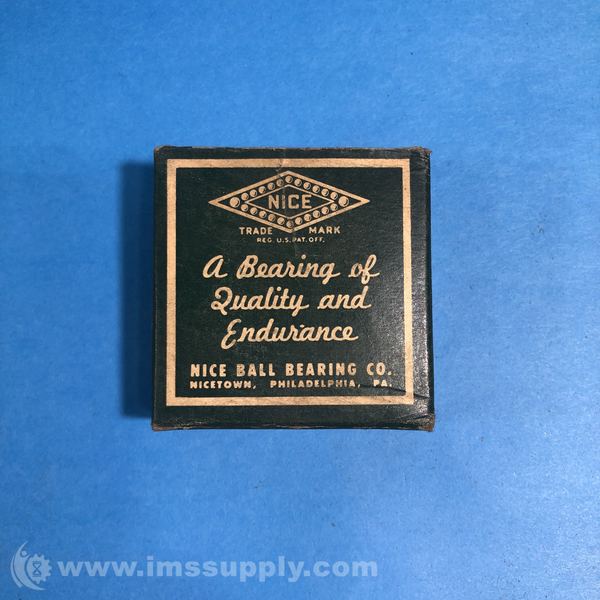 NICE
TRADE MARK
REG. U.S. PAT. OFF.
A Bearing of
Quality and
Endurance
NICE BALL BEARING CO.
NICETOWN, PHILADELPHIA, PA.
www.imssupply.com